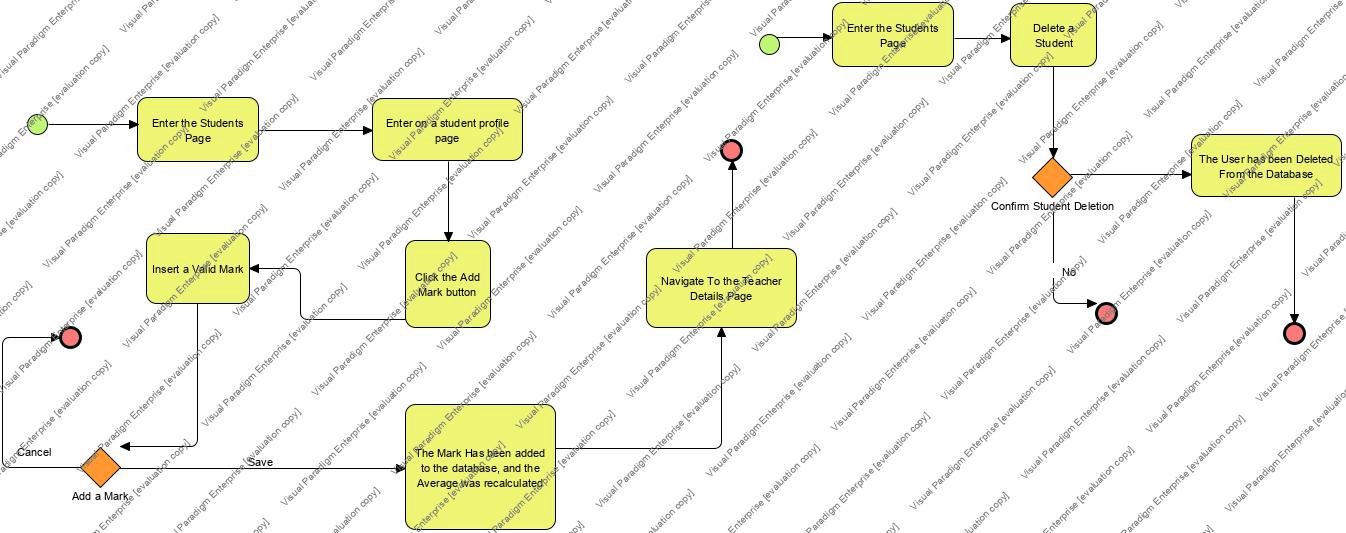 Enter the Students
Page
Enter on a student profile
page
Click the Add
Mark button
Insert a Valid Mark
Cancel
Add a Mark
Save
The Mark Has been added
to the database, and the
Average was recalculated
Navigate To the Teacher
Details Page
Enter the Students
Page
Delete a
Student
Confirm Student Deletion
No
The User has been Deleted
From the Database
Visual Paradigm Enterprise [evaluation copy]